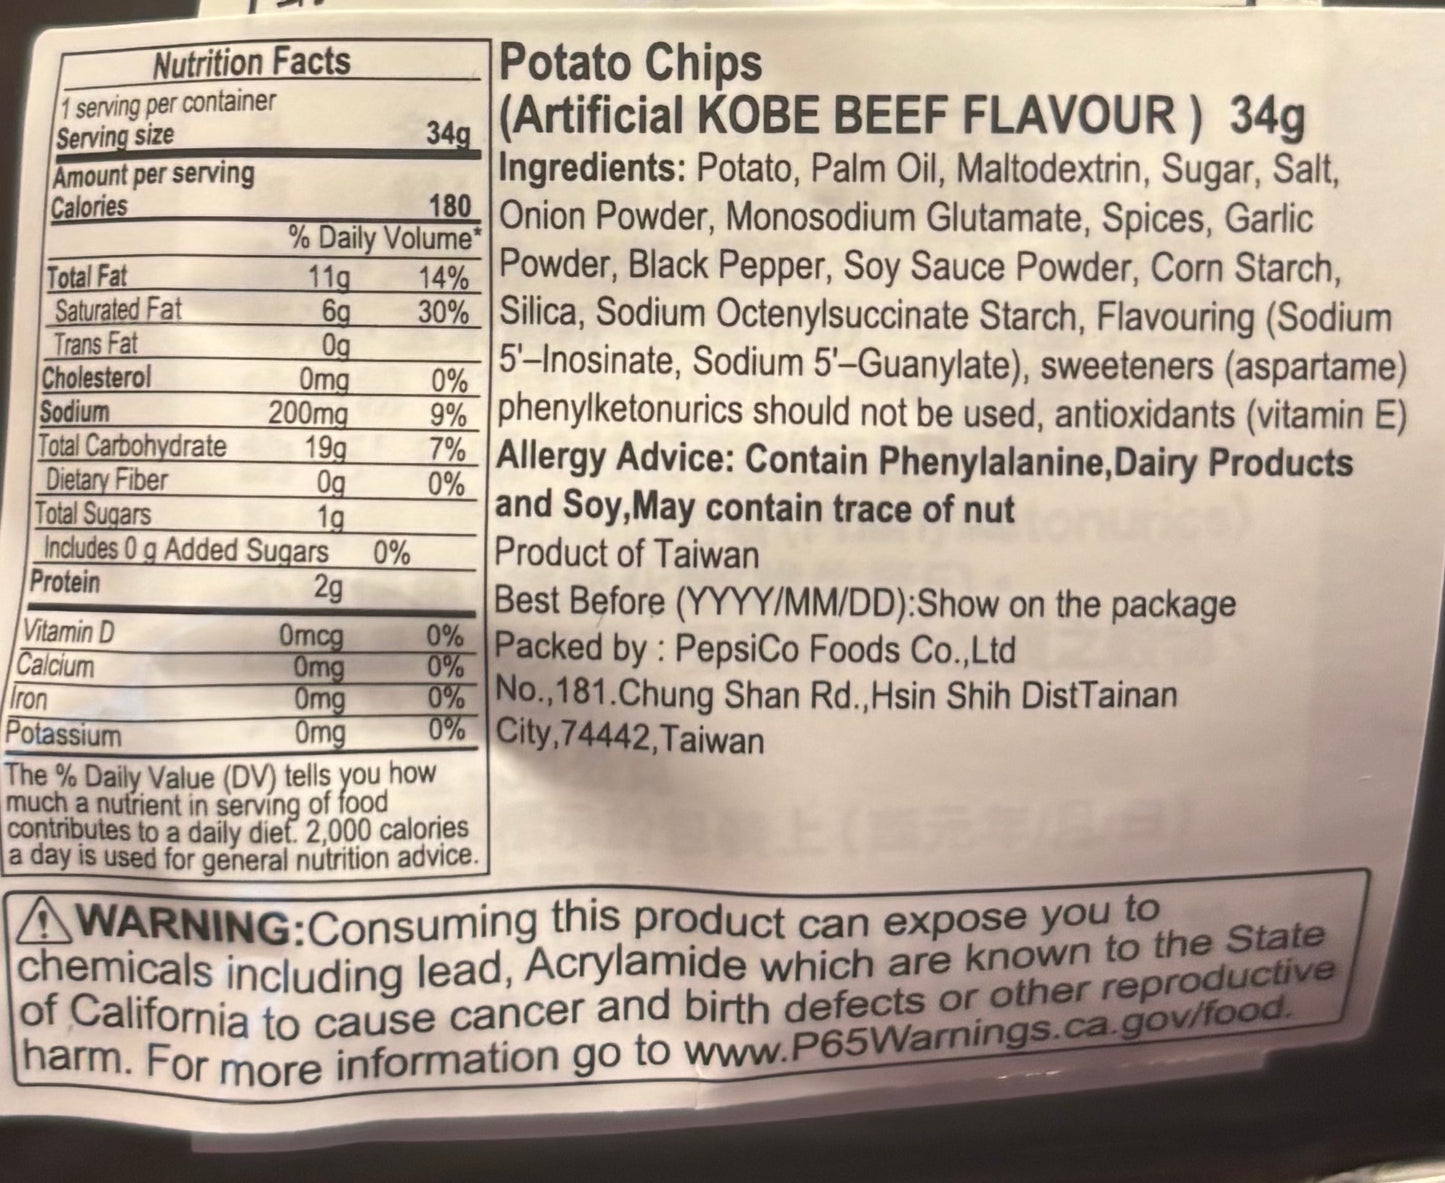 Nutrition Facts
1 serving per container
Serving size 34g
Amount per serving
Calories 180
% Daily Volume*
Total Fat 11g 14%
Saturated Fat 6g 30%
Trans Fat 0g
Cholesterol 0mg 0%
Sodium 200mg 9%
Total Carbohydrate 19g 7%
Dietary Fiber 0g 0%
Total Sugars 1g
Includes 0 g Added Sugars 0%
Protein 2g
Vitamin D 0mcg 0%
Calcium 0mg 0%
Iron 0mg 0%
Potassium 0mg 0%
The % Daily Value (DV) tells you how
much a nutrient in serving of food
contributes to a daily diet. 2,000 calories
a day is used for general nutrition advice.
Potato Chips
(Artificial KOBE BEEF FLAVOUR ) 34g
Ingredients: Potato, Palm Oil, Maltodextrin, Sugar, Salt,
Onion Powder, Monosodium Glutamate, Spices, Garlic
Powder, Black Pepper, Soy Sauce Powder, Corn Starch,
Silica, Sodium Octenylsuccinate Starch, Flavouring (Sodium
5'–Inosinate, Sodium 5'–Guanylate), sweeteners (aspartame)
phenylketonurics should not be used, antioxidants (vitamin E)
Allergy Advice: Contain Phenylalanine,Dairy Products
and Soy,May contain trace of nut
Product of Taiwan
Best Before (YYYY/MM/DD):Show on the package
Packed by : PepsiCo Foods Co.,Ltd
No.,181.Chung Shan Rd.,Hsin Shih DistTainan
City,74442,Taiwan
⚠WARNING:Consuming this product can expose you to
chemicals including lead, Acrylamide which are known to the State
of California to cause cancer and birth defects or other reproductive
harm. For more information go to www.P65Warnings.ca.gov/food.